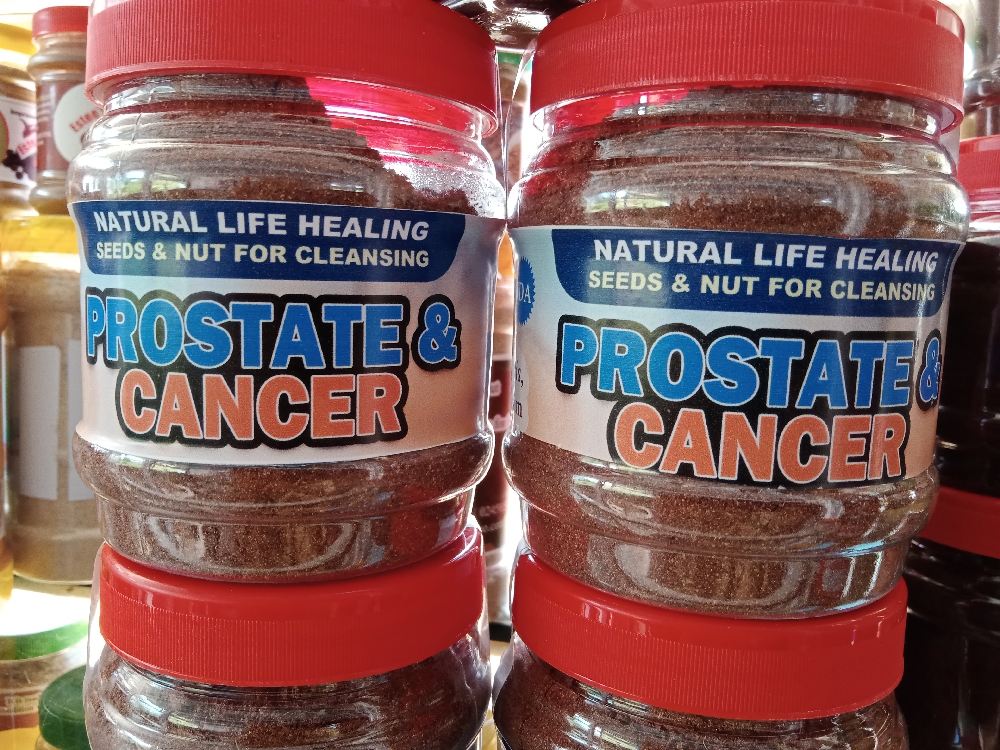 NATURAL LIFE HEALING
SEEDS & NUT FOR CLEANSING
PROSTATE &
CANCER
NATURAL LIFE HEALING
SEEDS & NUT FOR CLEANSING
PROSTATE &
CANCER